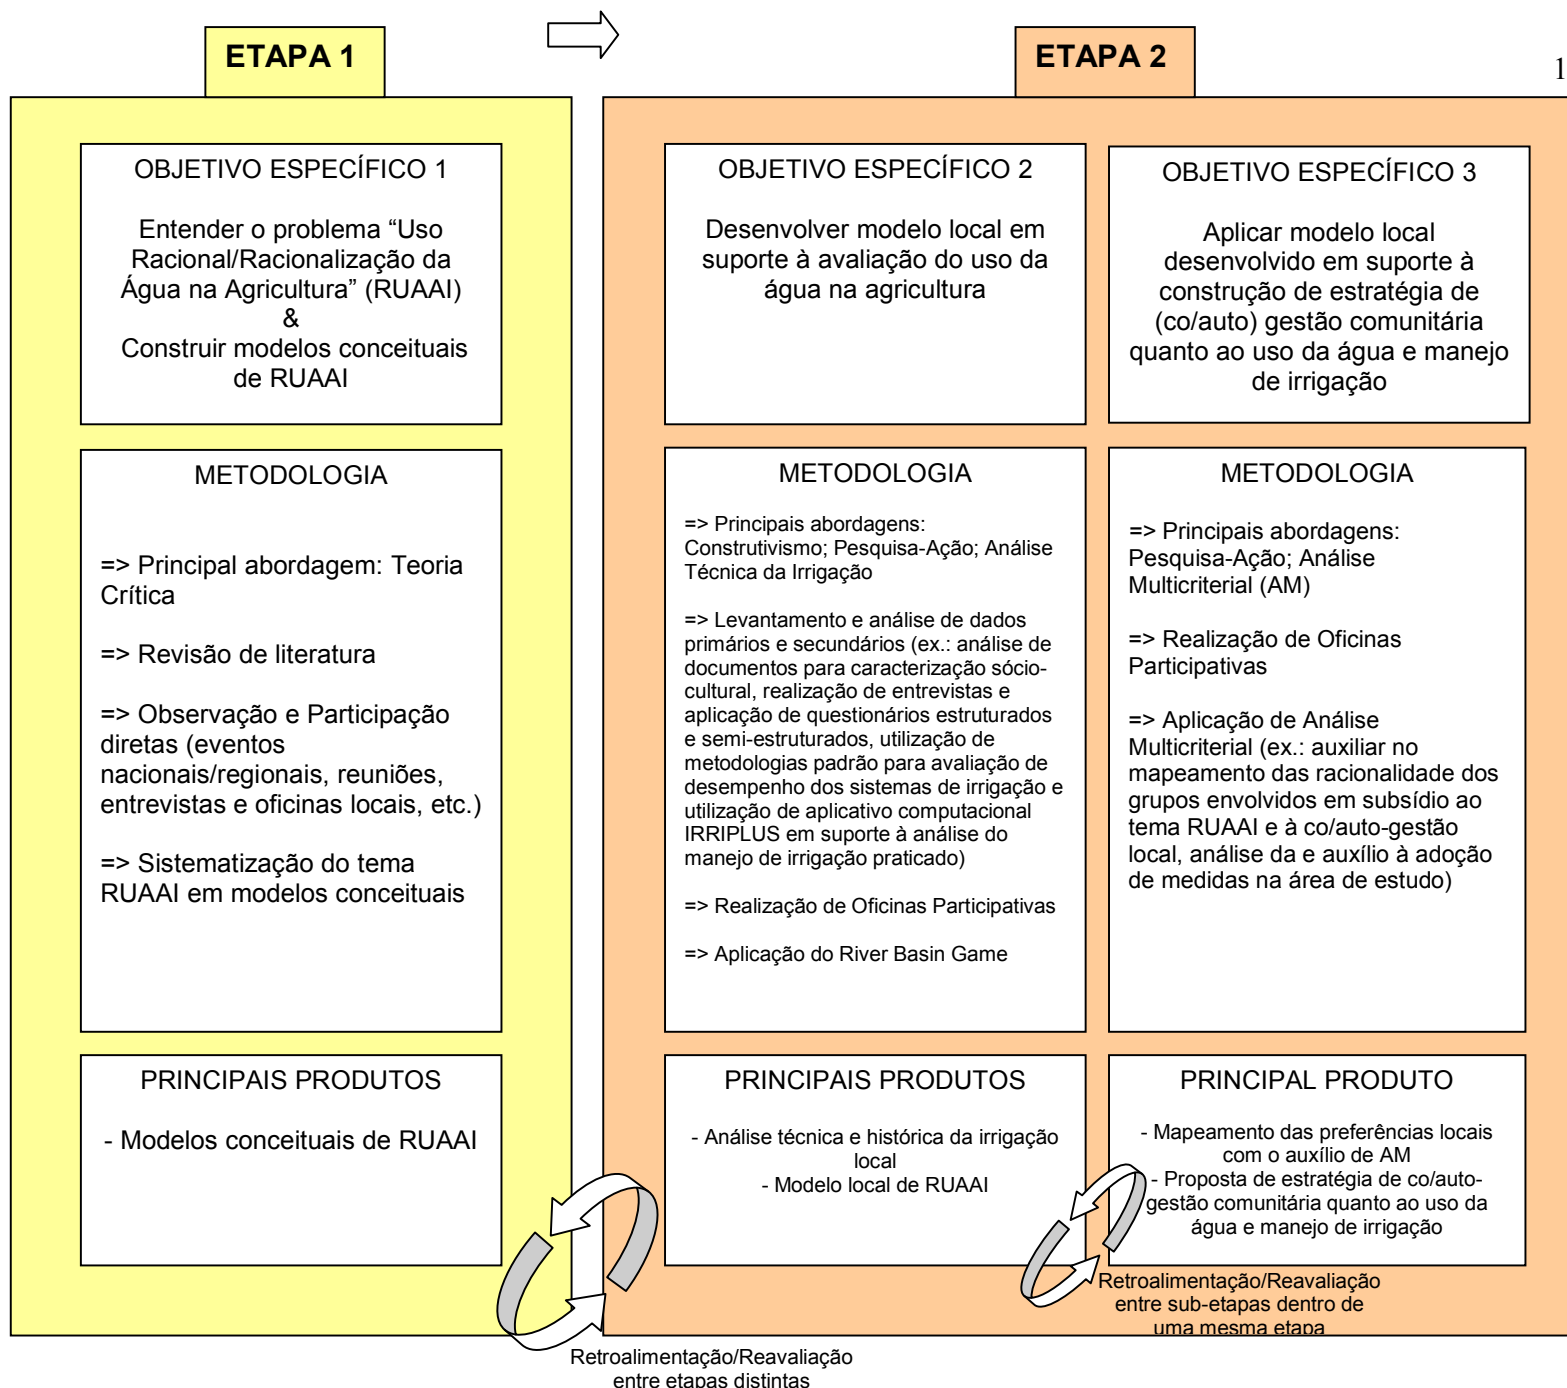 ETAPA 1
ETAPA 2
1
OBJETIVO ESPECÍFICO 1
Entender o problema “Uso
Racional/Racionalização da
Água na Agricultura” (RUAAI)
&
Construir modelos conceituais
de RUAAI
METODOLOGIA
=> Principal abordagem: Teoria
Crítica
=> Revisão de literatura
=> Observação e Participação
diretas (eventos
nacionais/regionais, reuniões,
entrevistas e oficinas locais, etc.)
=> Sistematização do tema
RUAAI em modelos conceituais
PRINCIPAIS PRODUTOS
- Modelos conceituais de RUAAI
OBJETIVO ESPECÍFICO 2
Desenvolver modelo local em
suporte à avaliação do uso da
água na agricultura
METODOLOGIA
=> Principais abordagens:
Construtivismo; Pesquisa-Ação; Análise
Técnica da Irrigação
=> Levantamento e análise de dados
primários e secundários (ex.: análise de
documentos para caracterização sócio-
cultural, realização de entrevistas e
aplicação de questionários estruturados
e semi-estruturados, utilização de
metodologias padrão para avaliação de
desempenho dos sistemas de irrigação e
utilização de aplicativo computacional
IRRIPLUS em suporte à análise do
manejo de irrigação praticado)
=> Realização de Oficinas Participativas
=> Aplicação do River Basin Game
PRINCIPAIS PRODUTOS
- Análise técnica e histórica da irrigação
local
- Modelo local de RUAAI
OBJETIVO ESPECÍFICO 3
Aplicar modelo local
desenvolvido em suporte à
construção de estratégia de
(co/auto) gestão comunitária
quanto ao uso da água e manejo
de irrigação
METODOLOGIA
=> Principais abordagens:
Pesquisa-Ação; Análise
Multicriterial (AM)
=> Realização de Oficinas
Participativas
=> Aplicação de Análise
Multicriterial (ex.: auxiliar no
mapeamento das racionalidade dos
grupos envolvidos em subsídio ao
tema RUAAI e à co/auto-gestão
local, análise da e auxílio à adoção
de medidas na área de estudo)
PRINCIPAL PRODUTO
- Mapeamento das preferências locais
com o auxílio de AM
- Proposta de estratégia de co/auto-
gestão comunitária quanto ao uso da
água e manejo de irrigação
Retroalimentação/Reavaliação
entre sub-etapas dentro de
uma mesma etapa
Retroalimentação/Reavaliação
entre etapas distintas